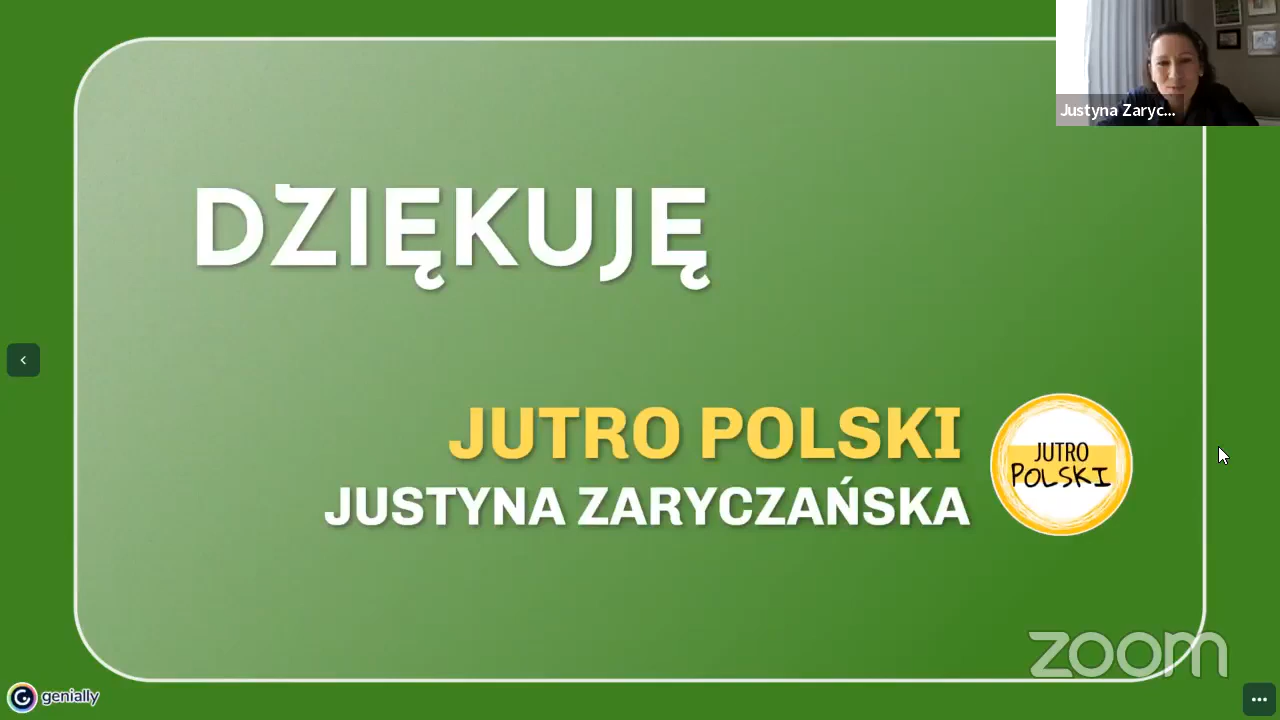 Justyna Zaryc...
DZIĘKUJĘ
JUTRO POLSKI
JUSTYNA ZARYCZAŃSKA
JUTRO
POLSKI
zoom
genially